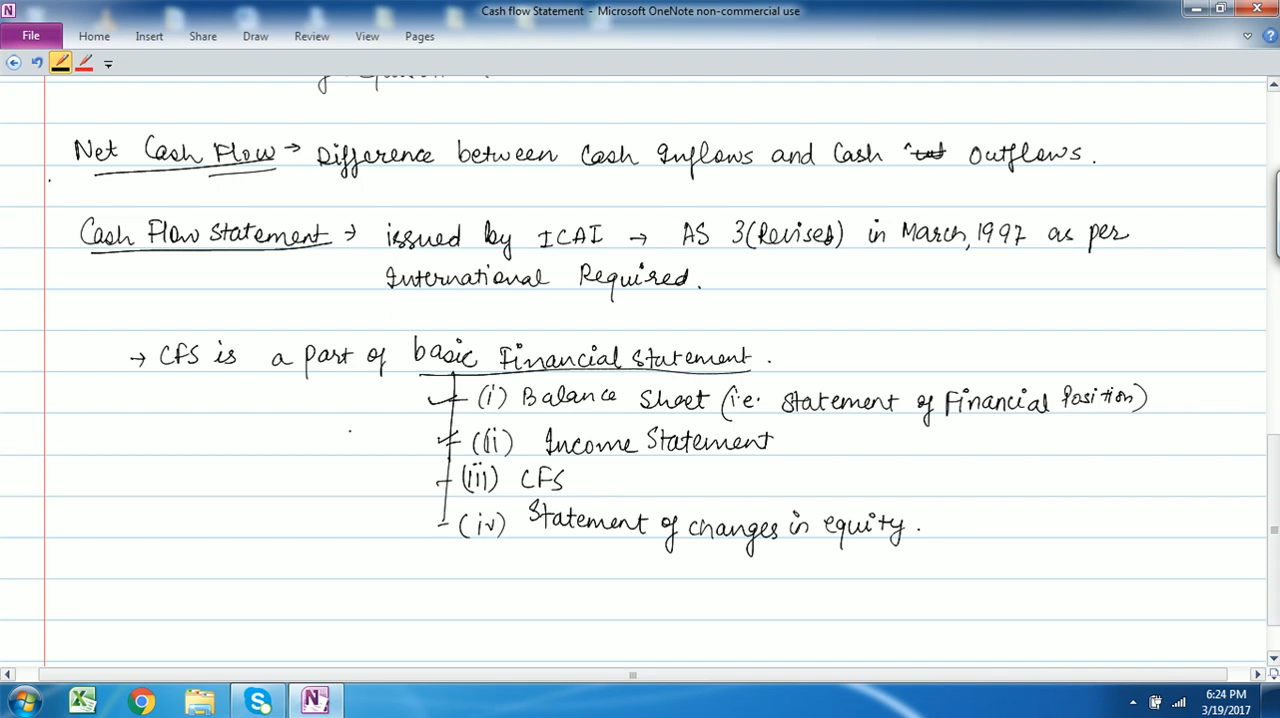 Cash flow Statement - Microsoft OneNote non-commercial use
File Home Insert Share Draw Review View Pages
Net Cash Flow → Difference between Cash Inflows and Cash Outflows.
Cash Flow Statement → issued by ICAI → AS 3(Revised) in March, 1997 as per
International Required.
→ CFS is a part of basic Financial Statement.
(i) Balance Sheet (i.e. Statement of Financial Position)
(ii) Income Statement
(iii) CFS
(iv) Statement of changes in equity.
6:24 PM
3/19/2017